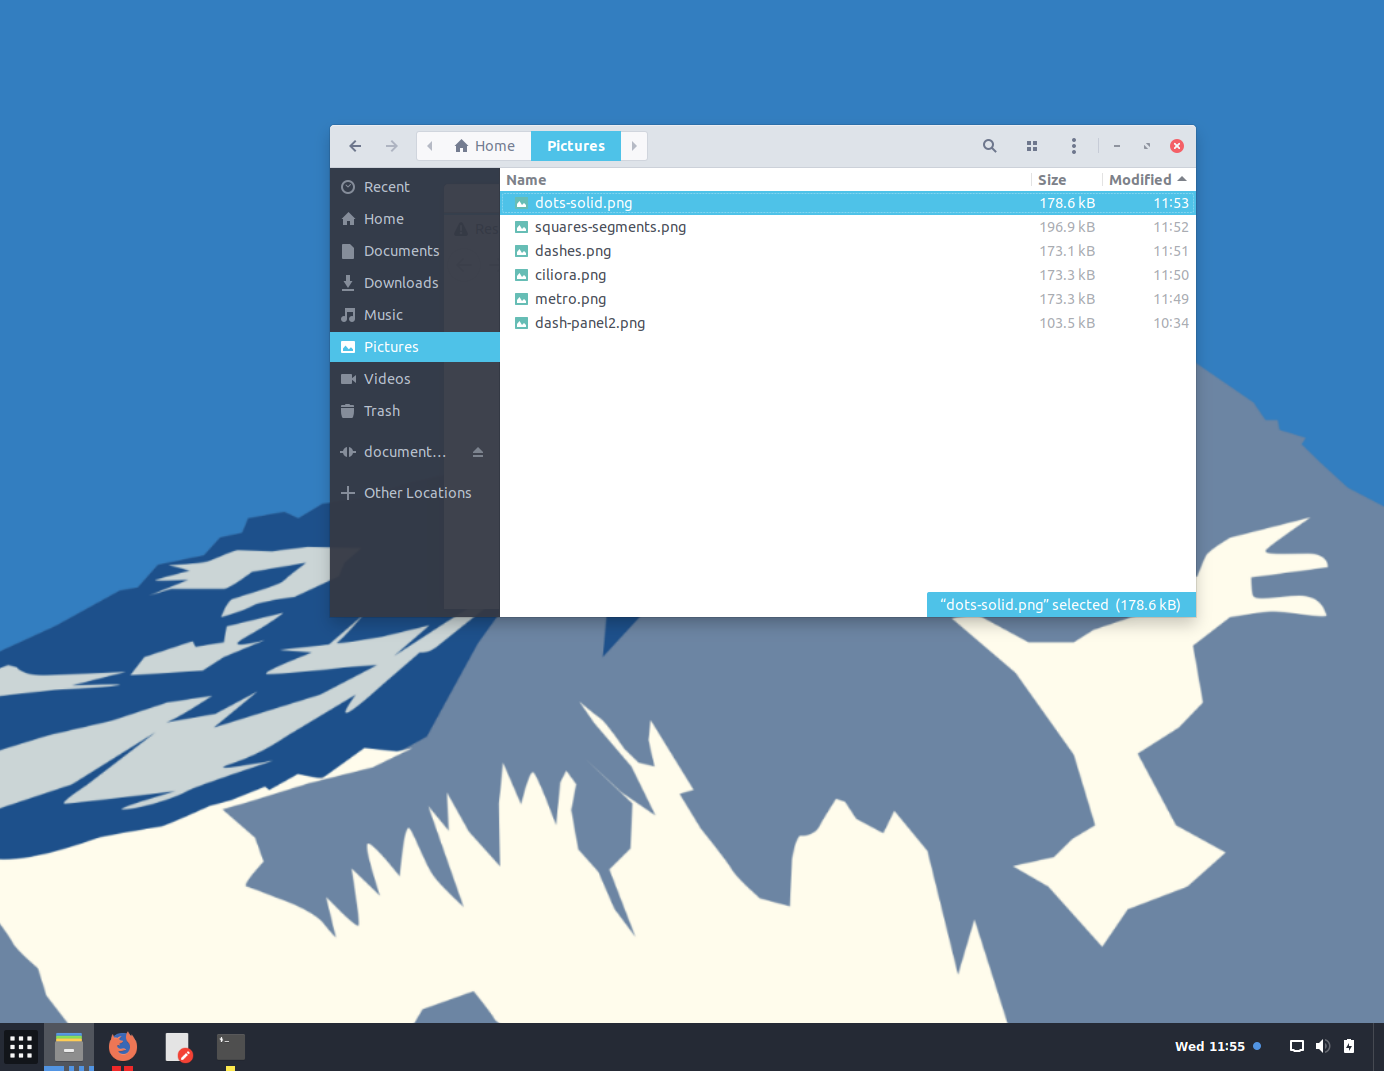 Home Pictures
Name Size Modified
Recent
dots-solid.png 178.6 kB 11:53
Home
squares-segments.png 196.9 kB 11:52
Documents
dashes.png 173.1 kB 11:51
Downloads
ciliora.png 173.3 kB 11:50
Music
metro.png 173.3 kB 11:49
dash-panel2.png 103.5 kB 10:34
Pictures
Videos
Trash
document...
Other Locations
“dots-solid.png” selected (178.6 kB)
Wed 11:55